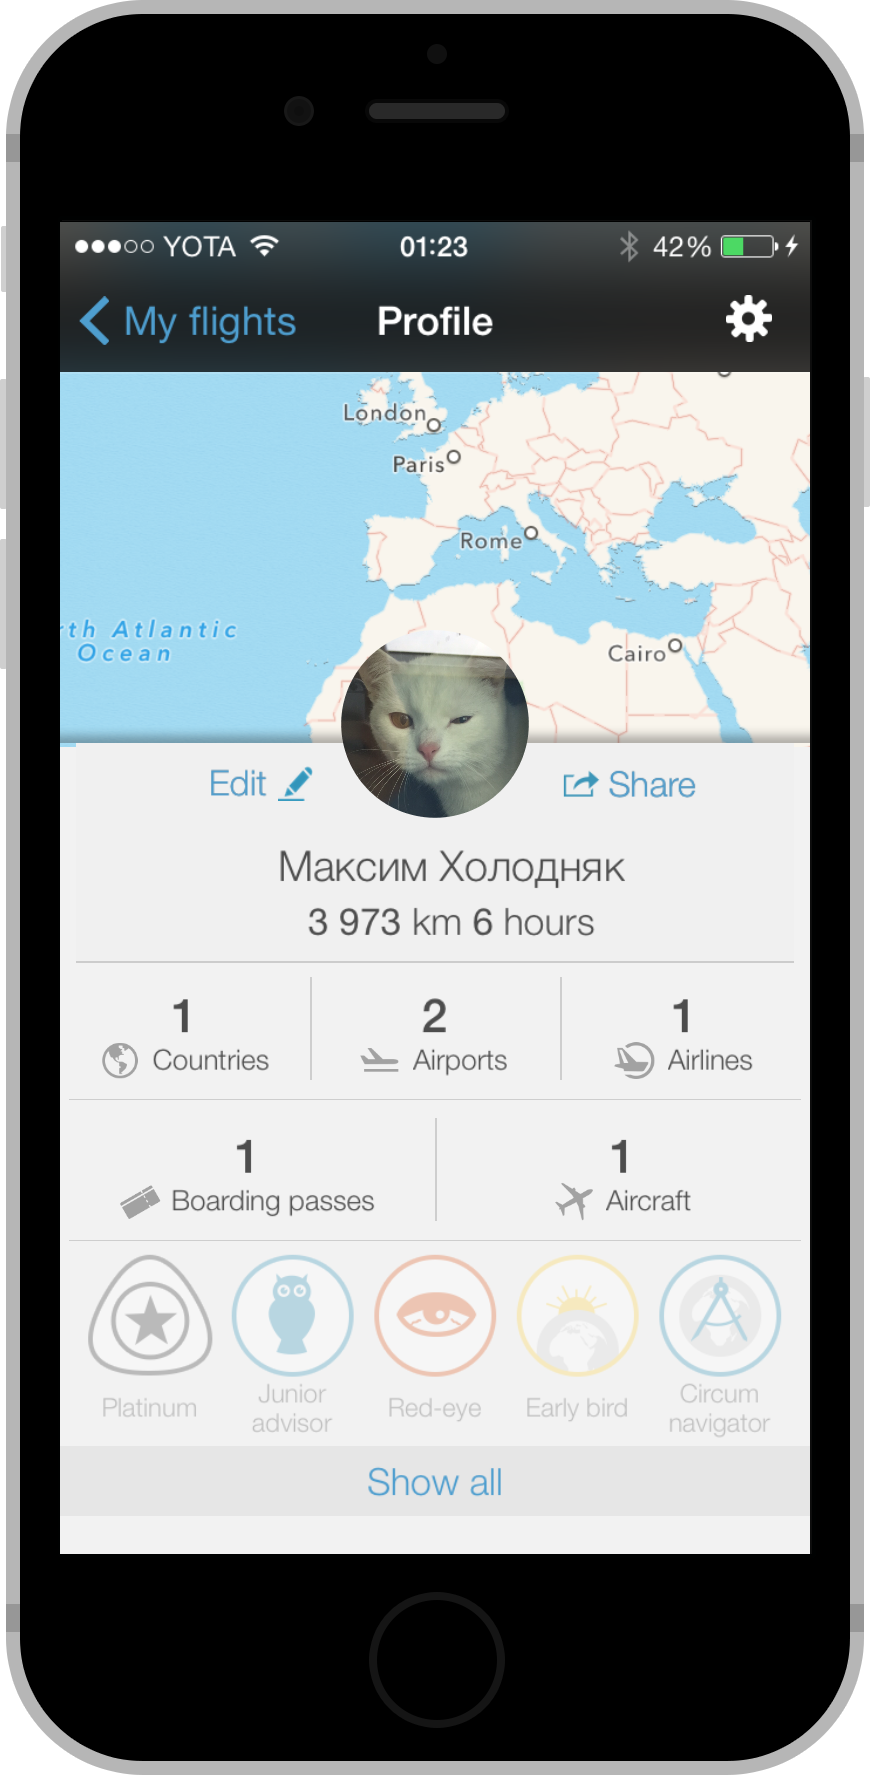 YOTA 01:23 42%
My flights Profile
London
Paris
Rome
th Atlantic
Ocean
Cairo
Edit Share
Максим Холодняк
3 973 km 6 hours
1 2 1
Countries Airports Airlines
1 1
Boarding passes Aircraft
Platinum Junior advisor Red-eye Early bird Circum navigator
Show all